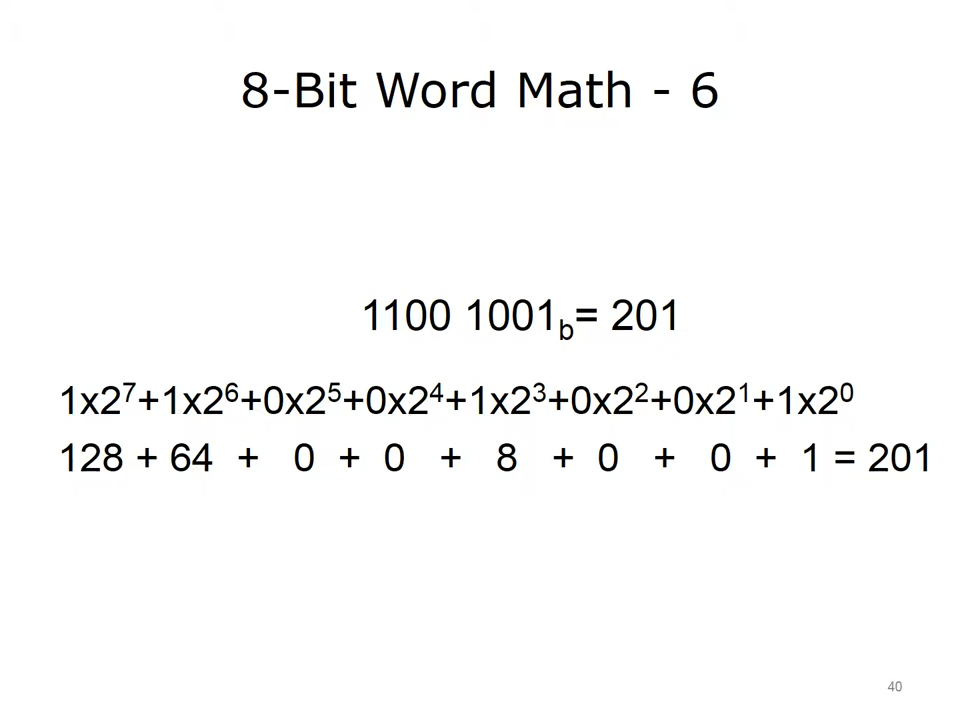 8-Bit Word Math - 6
1100 1001b= 201
1x2⁷+1x2⁶+0x2⁵+0x2⁴+1x2³+0x2²+0x2¹+1x2⁰
128 + 64 + 0 + 0 + 8 + 0 + 0 + 1 = 201
40